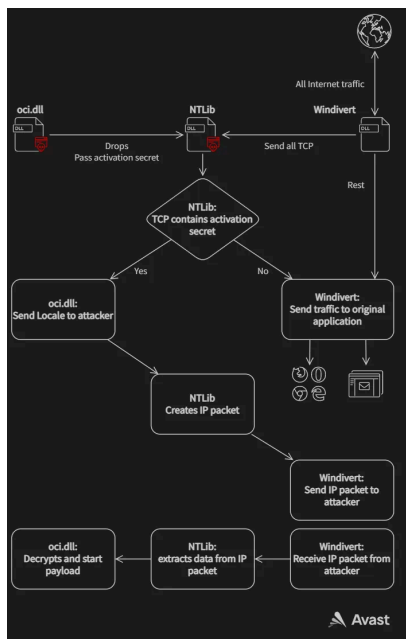 All Internet traffic
oci.dll
NTLib
Windivert
DLL
DLL
DLL
Drops
Pass activation secret
Send all TCP
Rest
NTLib:
TCP contains activation
secret
Yes
No
oci.dll:
Send Locale to attacker
Windivert:
Send traffic to original
application
NTLib
Creates IP packet
Windivert:
Send IP packet to
attacker
oci.dll:
Decrypts and start
payload
NTLib:
extracts data from IP
packet
Windivert:
Receive IP packet from
attacker
Avast